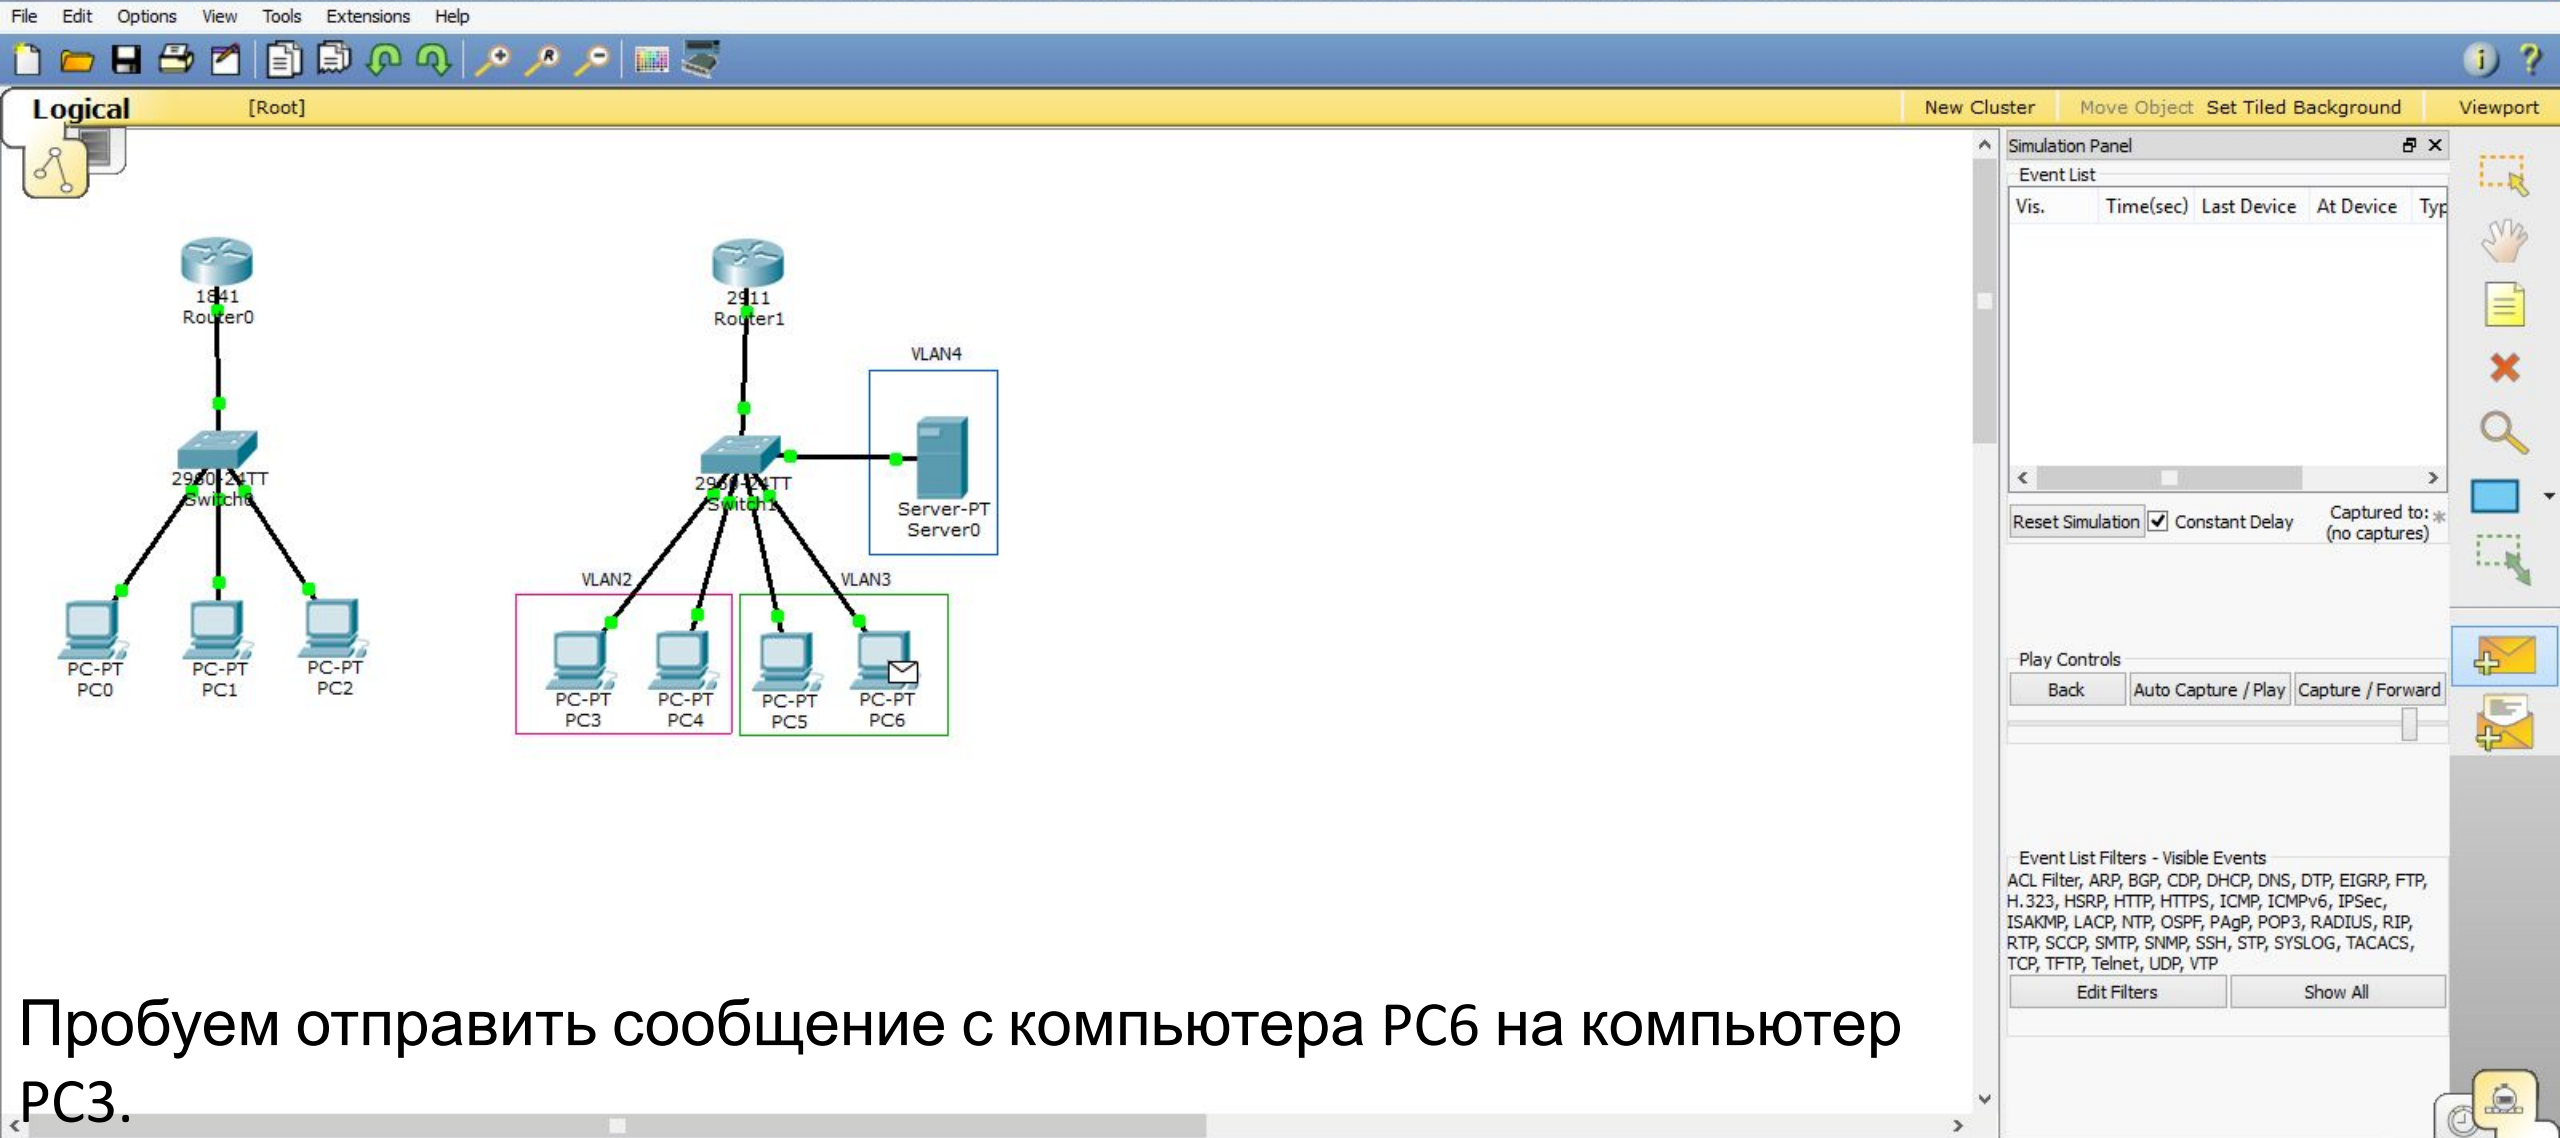 File Edit Options View Tools Extensions Help
Logical [Root] New Cluster Move Object Set Tiled Background Viewport
Simulation Panel
Event List
Vis. Time(sec) Last Device At Device Typ
1841
Router0
2911
Router1
VLAN4
2960-24TT
Switch0
2960-24TT
Switch1
Server-PT
Server0
Reset Simulation Constant Delay Captured to: *
(no captures)
VLAN2 VLAN3
PC-PT
PC0
PC-PT
PC1
PC-PT
PC2
PC-PT
PC3
PC-PT
PC4
PC-PT
PC5
PC-PT
PC6
Play Controls
Back Auto Capture / Play Capture / Forward
Event List Filters - Visible Events
ACL Filter, ARP, BGP, CDP, DHCP, DNS, DTP, EIGRP, FTP,
H.323, HSRP, HTTP, HTTPS, ICMP, ICMPv6, IPSec,
ISAKMP, LACP, NTP, OSPF, PAgP, POP3, RADIUS, RIP,
RTP, SCCP, SMTP, SNMP, SSH, STP, SYSLOG, TACACS,
TCP, TFTP, Telnet, UDP, VTP
Edit Filters Show All
Пробуем отправить сообщение с компьютера PC6 на компьютер
PC3.